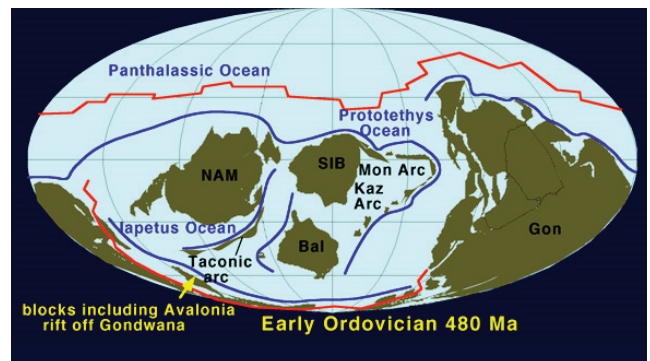 Panthalassic Ocean
Prototethys
Ocean
NAM
SIB
Mon Arc
Kaz
Arc
Iapetus Ocean
Bal
Gon
Taconic
arc
blocks including Avalonia
rift off Gondwana
Early Ordovician 480 Ma